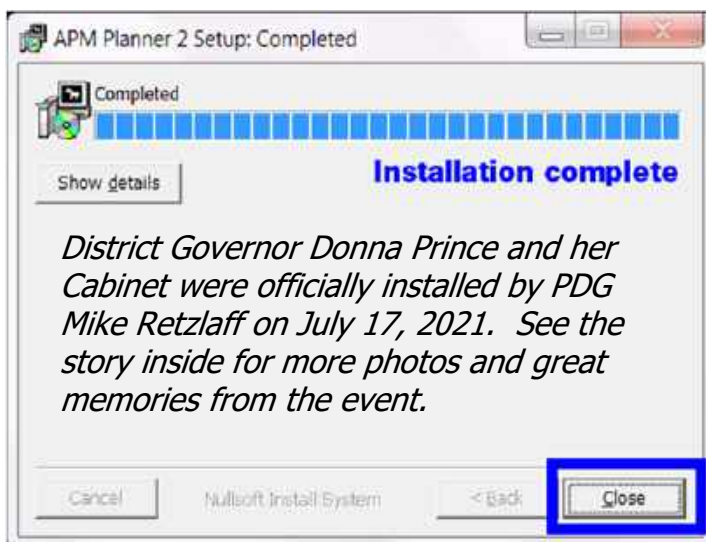 APM Planner 2 Setup: Completed
Completed
Show details
Installation complete
District Governor Donna Prince and her
Cabinet were officially installed by PDG
Mike Retzlaff on July 17, 2021. See the
story inside for more photos and great
memories from the event.
Cancel
Nullsoft Install System
< Back
Close